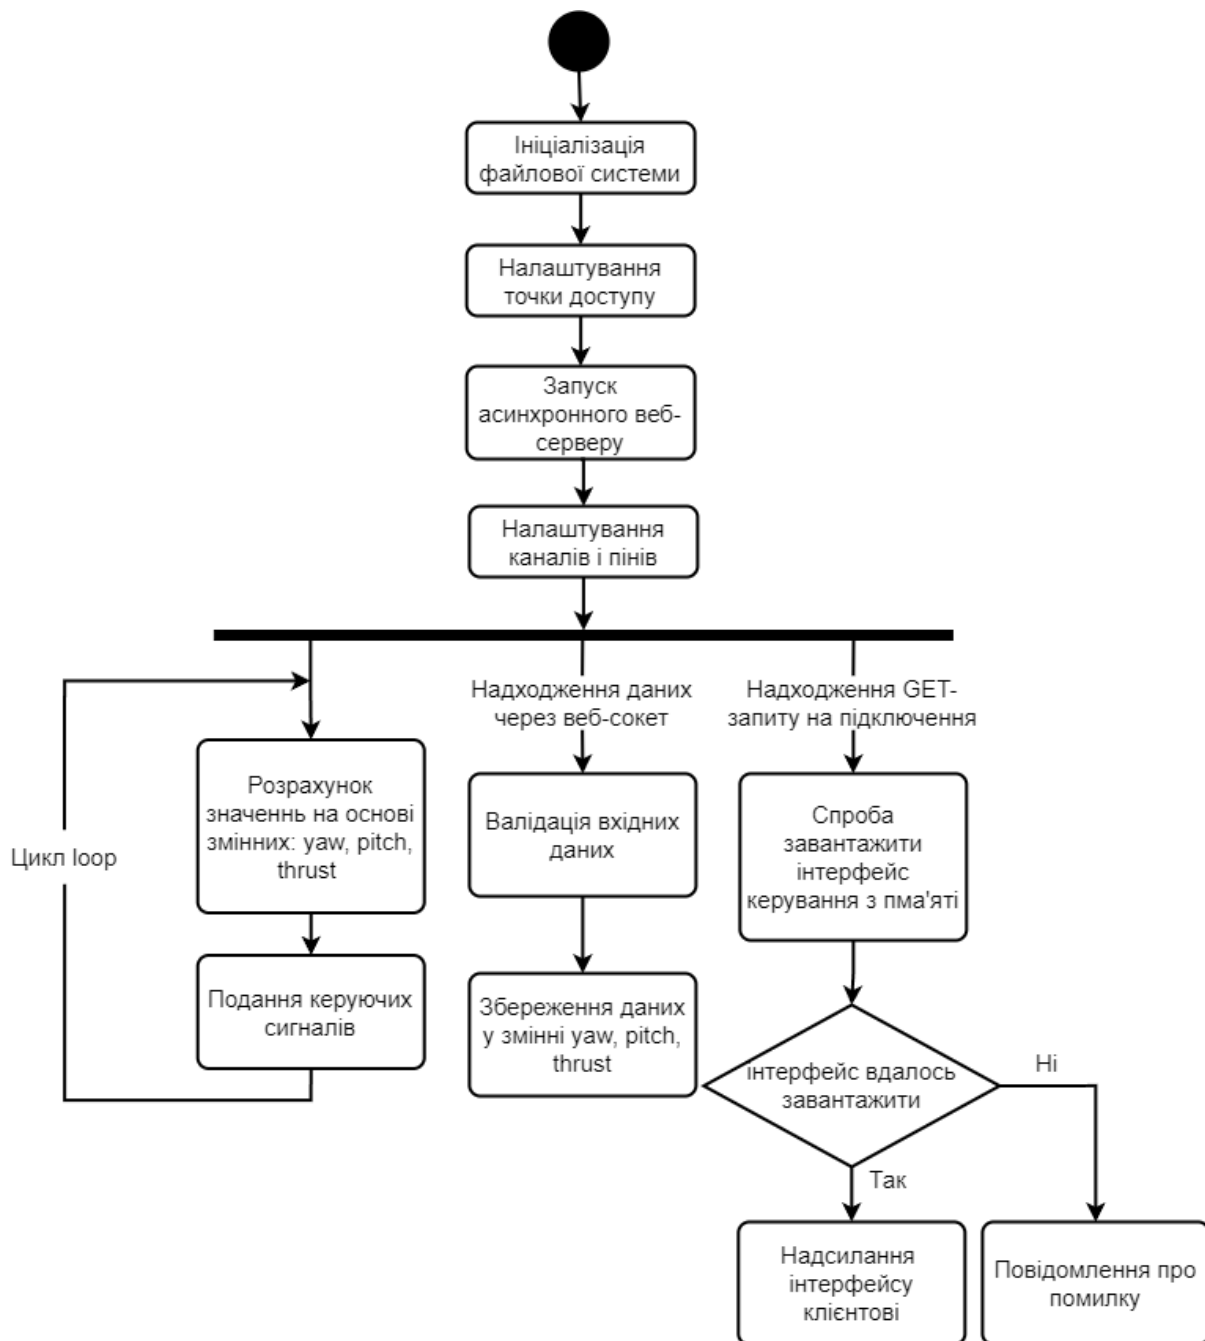 Ініціалізація
файлової системи
Налаштування
точки доступу
Запуск
асинхронного веб-
серверу
Налаштування
каналів і пінів
Надходження даних
через веб-сокет
Надходження GET-
запиту на підключення
Розрахунок
значеннь на основі
змінних: yaw, pitch,
thrust
Валідація вхідних
даних
Спроба
завантажити
інтерфейс
керування з пма'яті
Цикл loop
Подання керуючих
сигналів
Збереження даних
у змінні yaw, pitch,
thrust
інтерфейс вдалось
завантажити
Ні
Так
Надсилання
інтерфейсу
клієнтові
Повідомлення про
помилку